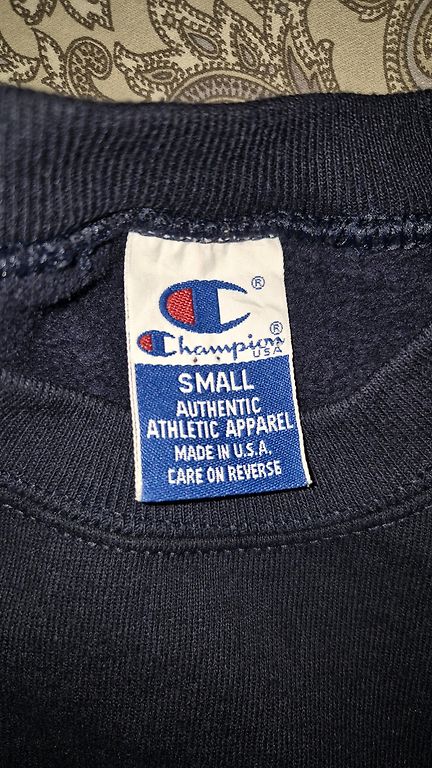 ®
Champion®
USA
SMALL
AUTHENTIC
ATHLETIC APPAREL
MADE IN U.S.A.
CARE ON REVERSE